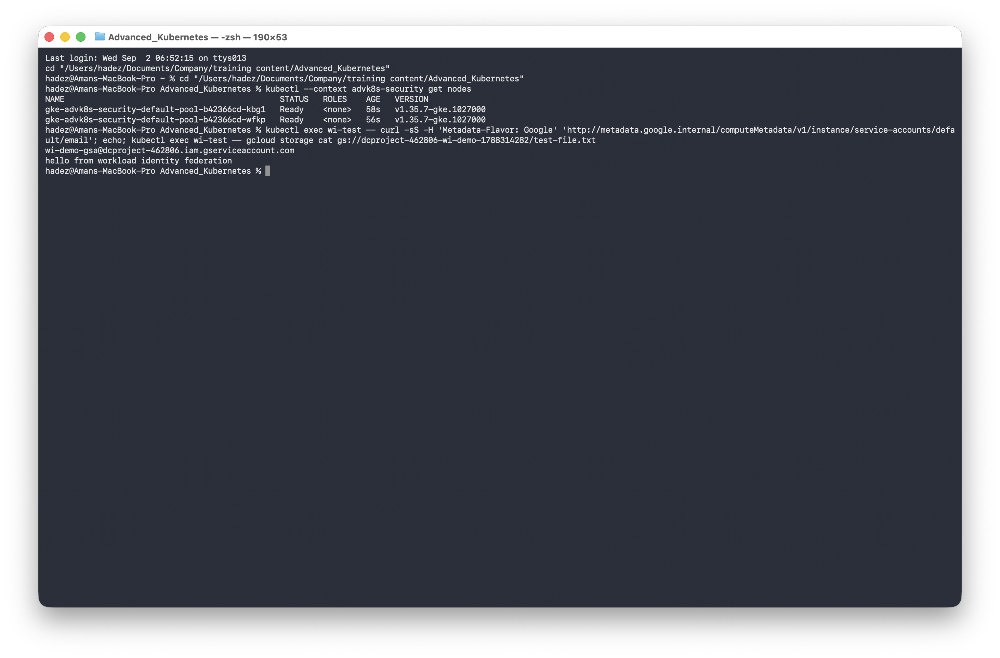 Advanced_Kubernetes — -zsh — 190×53
Last login: Wed Sep  2 06:52:15 on ttys013
cd "/Users/hadez/Documents/Company/training content/Advanced_Kubernetes"
hadez@Amans-MacBook-Pro ~ % cd "/Users/hadez/Documents/Company/training content/Advanced_Kubernetes"
hadez@Amans-MacBook-Pro Advanced_Kubernetes % kubectl --context advk8s-security get nodes
NAME                                             STATUS   ROLES    AGE   VERSION
gke-advk8s-security-default-pool-b42366cd-kbg1   Ready    <none>   58s   v1.35.7-gke.1027000
gke-advk8s-security-default-pool-b42366cd-wfkp   Ready    <none>   56s   v1.35.7-gke.1027000
hadez@Amans-MacBook-Pro Advanced_Kubernetes % kubectl exec wi-test -- curl -sS -H 'Metadata-Flavor: Google' 'http://metadata.google.internal/computeMetadata/v1/instance/service-accounts/defa
ult/email'; echo; kubectl exec wi-test -- gcloud storage cat gs://dcproject-462806-wi-demo-1788314282/test-file.txt
wi-demo-gsa@dcproject-462806.iam.gserviceaccount.com
hello from workload identity federation
hadez@Amans-MacBook-Pro Advanced_Kubernetes %